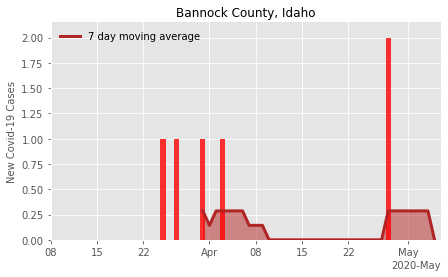 Bannock County, Idaho
7 day moving average
New Covid-19 Cases
2.00
1.75
1.50
1.25
1.00
0.75
0.50
0.25
0.00
08 15 22 Apr 08 15 22 May
2020-May